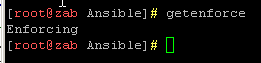 [root@zab Ansible]# getenforce
Enforcing
[root@zab Ansible]#